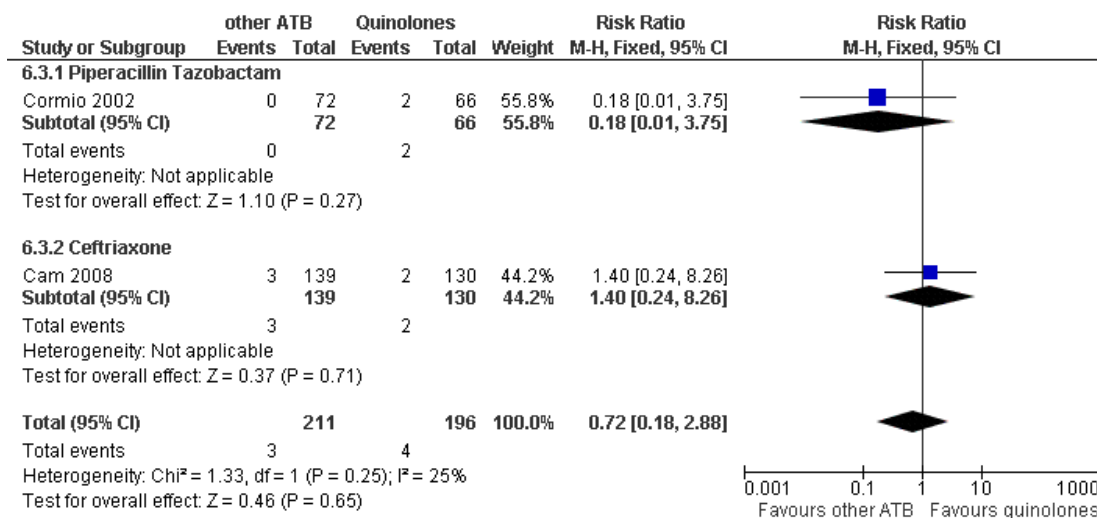 other ATB Quinolones Risk Ratio Risk Ratio
Study or Subgroup Events Total Events Total Weight M-H, Fixed, 95% CI M-H, Fixed, 95% CI
6.3.1 Piperacillin Tazobactam
Cormio 2002 0 72 2 66 55.8% 0.18 [0.01, 3.75]
Subtotal (95% CI) 72 66 55.8% 0.18 [0.01, 3.75]
Total events 0 2
Heterogeneity: Not applicable
Test for overall effect: Z = 1.10 (P = 0.27)
6.3.2 Ceftriaxone
Cam 2008 3 139 2 130 44.2% 1.40 [0.24, 8.26]
Subtotal (95% CI) 139 130 44.2% 1.40 [0.24, 8.26]
Total events 3 2
Heterogeneity: Not applicable
Test for overall effect: Z = 0.37 (P = 0.71)
Total (95% CI) 211 196 100.0% 0.72 [0.18, 2.88]
Total events 3 4
Heterogeneity: Chi² = 1.33, df = 1 (P = 0.25); I² = 25%
Test for overall effect: Z = 0.46 (P = 0.65)
0.001 0.1 1 10 1000
Favours other ATB Favours quinolones